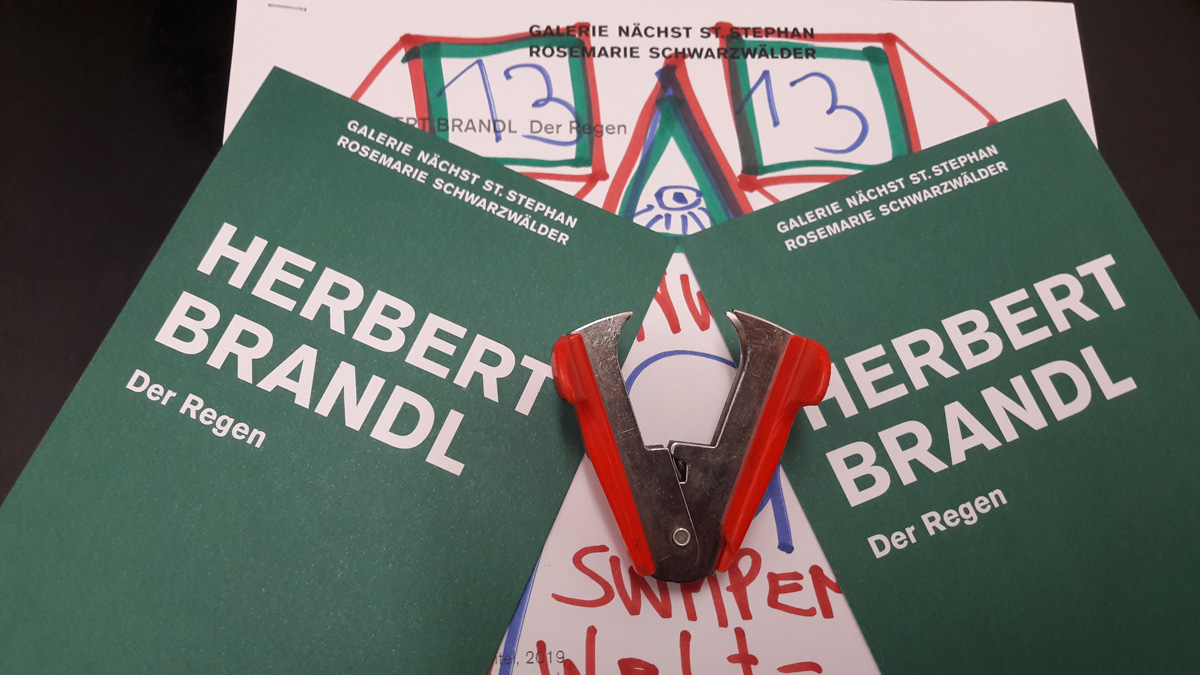 GALERIE NÄCHST ST. STEPHAN
ROSEMARIE SCHWARZWÄLDER
13
13
BRANDL Der Regen
GALERIE NÄCHST ST. STEPHAN
ROSEMARIE SCHWARZWÄLDER
HERBERT
BRANDL
Der Regen
GALERIE NÄCHST ST. STEPHAN
ROSEMARIE SCHWARZWÄLDER
HERBERT
BRANDL
Der Regen
2019